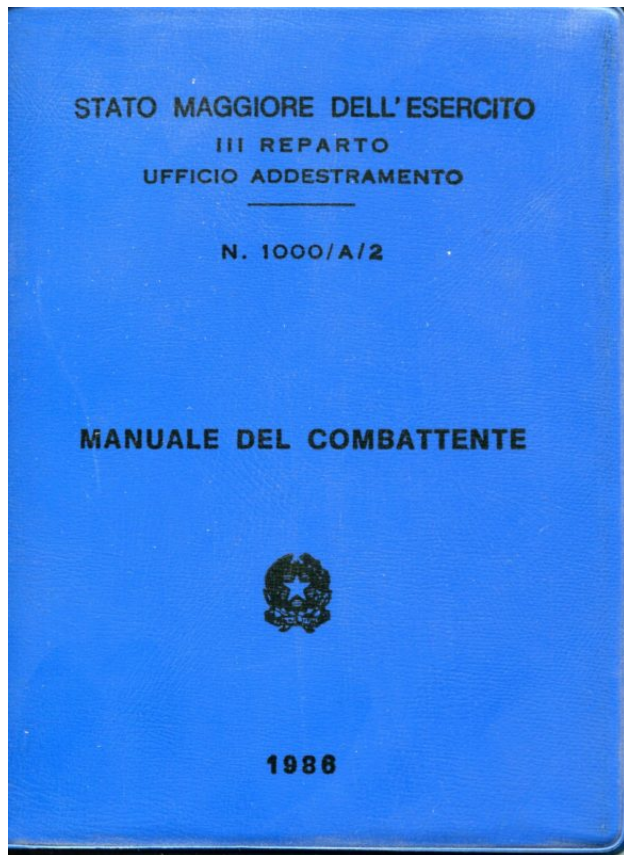 STATO MAGGIORE DELL'ESERCITO
III REPARTO
UFFICIO ADDESTRAMENTO
N. 1000/A/2
MANUALE DEL COMBATTENTE
1986